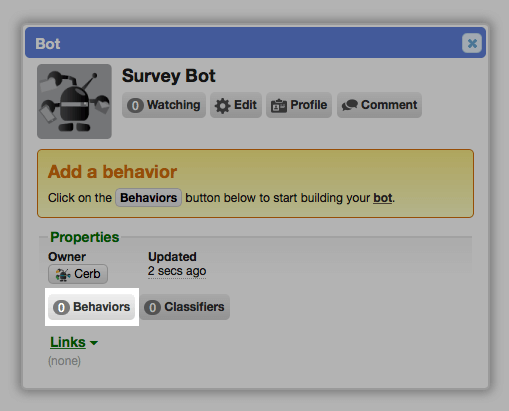 Bot
Survey Bot
0 Watching Edit Profile Comment
Add a behavior
Click on the Behaviors button below to start building your bot.
Properties
Owner Updated
Cerb 2 secs ago
0 Behaviors 0 Classifiers
Links
(none)